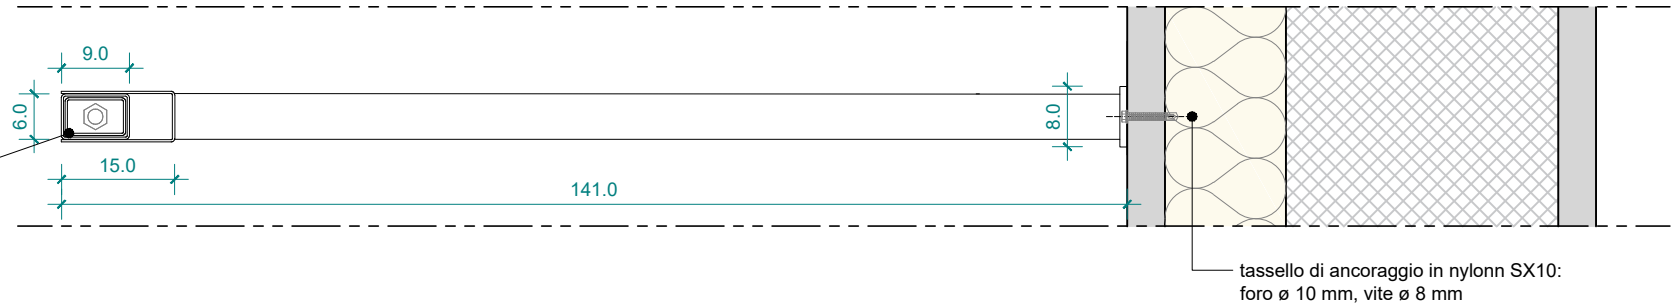 9.0
6.0
8.0
15.0
141.0
tassello di ancoraggio in nylonn SX10:
foro ø 10 mm, vite ø 8 mm